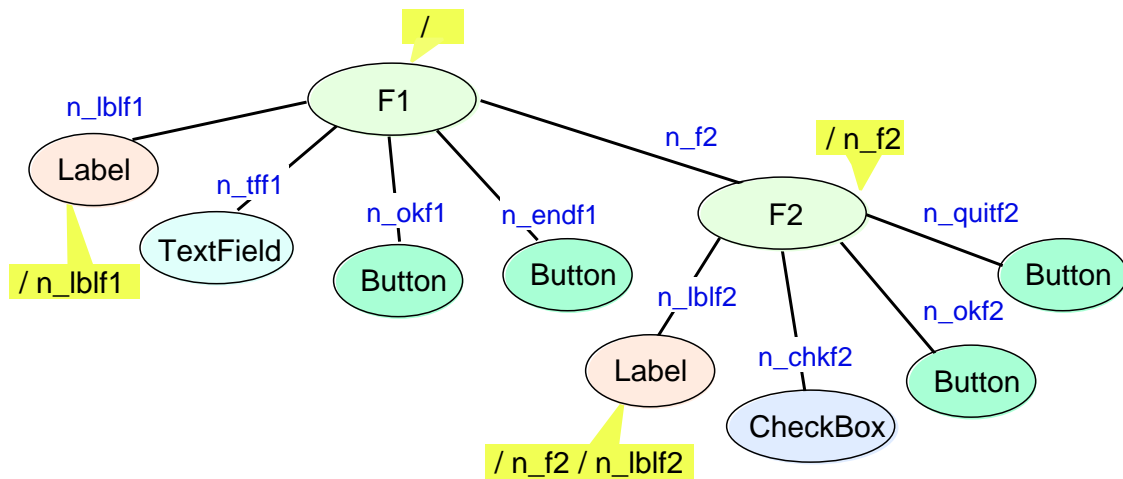 /
F1
n_lblf1
n_f2
/ n_f2
Label
n_tff1
n_okf1
n_endf1
F2
n_quitf2
TextField
/ n_lblf1
Button
Button
Button
n_lblf2
n_okf2
n_chkf2
Label
Button
CheckBox
/ n_f2 / n_lblf2